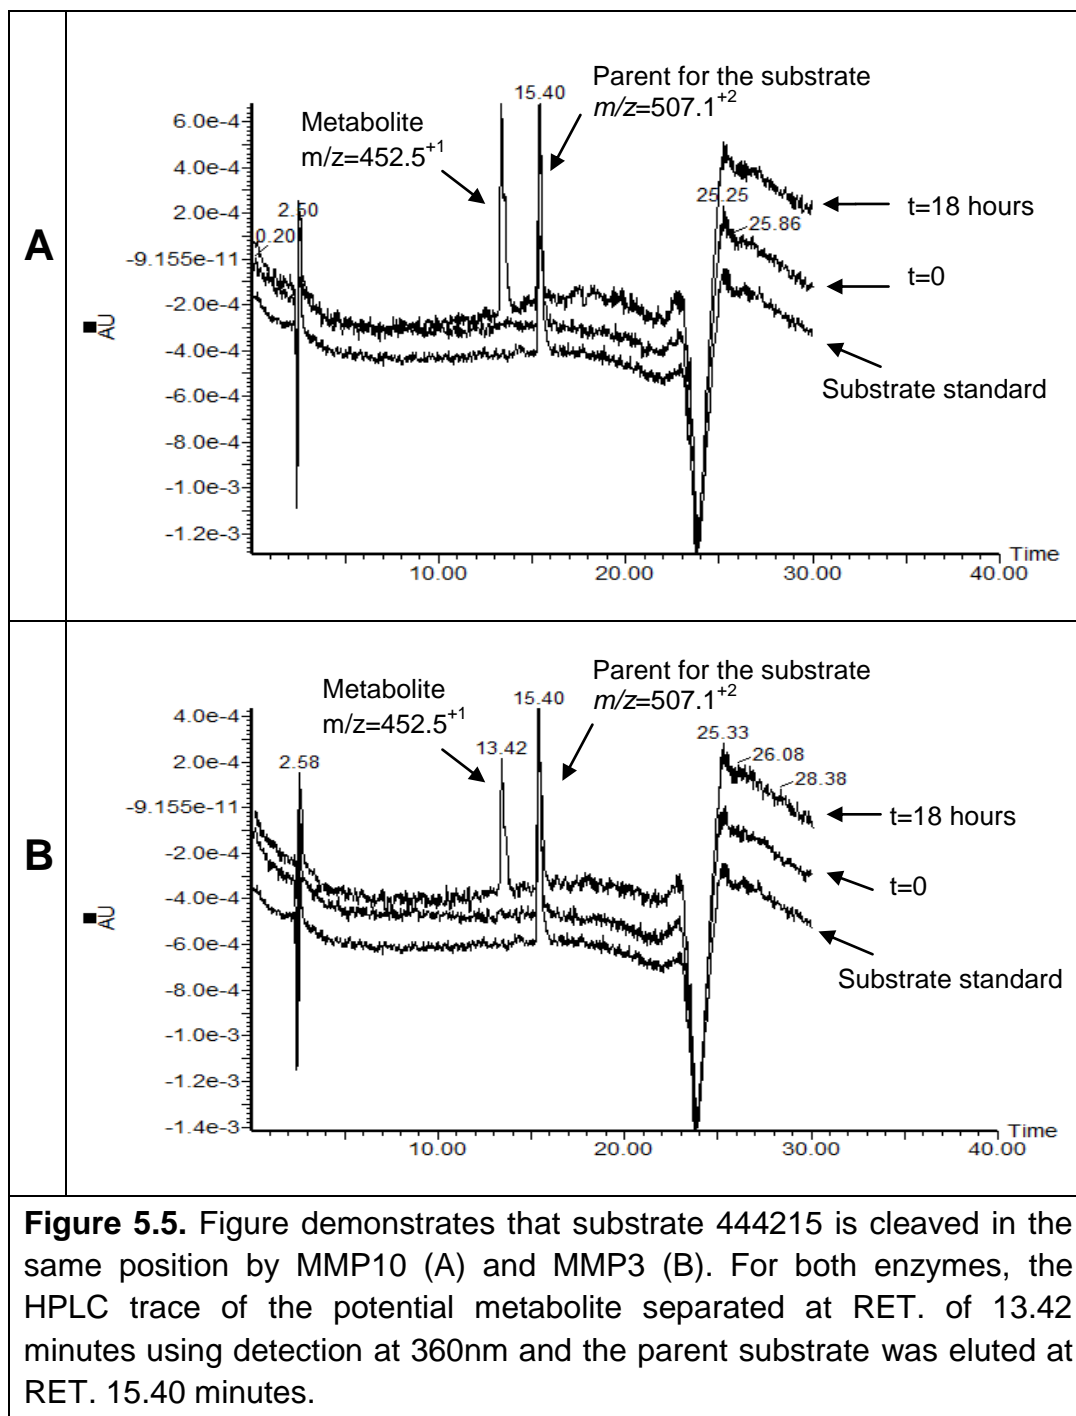 A
Parent for the substrate
15.40
m/z=507.1+2
Metabolite
m/z=452.5+1
6.0e-4
4.0e-4
2.0e-4
-9.155e-11
-2.0e-4
-4.0e-4
-6.0e-4
-8.0e-4
-1.0e-3
-1.2e-3
AU
0.20
2.50
25.25
25.86
t=18 hours
t=0
Substrate standard
Time
10.00
20.00
30.00
40.00
B
Parent for the substrate
15.40
m/z=507.1+2
Metabolite
m/z=452.5+1
4.0e-4
2.0e-4
-9.155e-11
-2.0e-4
-4.0e-4
-6.0e-4
-8.0e-4
-1.0e-3
-1.2e-3
-1.4e-3
AU
2.58
13.42
25.33
26.08
28.38
t=18 hours
t=0
Substrate standard
Time
10.00
20.00
30.00
40.00
Figure 5.5. Figure demonstrates that substrate 444215 is cleaved in the
same position by MMP10 (A) and MMP3 (B). For both enzymes, the
HPLC trace of the potential metabolite separated at RET. of 13.42
minutes using detection at 360nm and the parent substrate was eluted at
RET. 15.40 minutes.